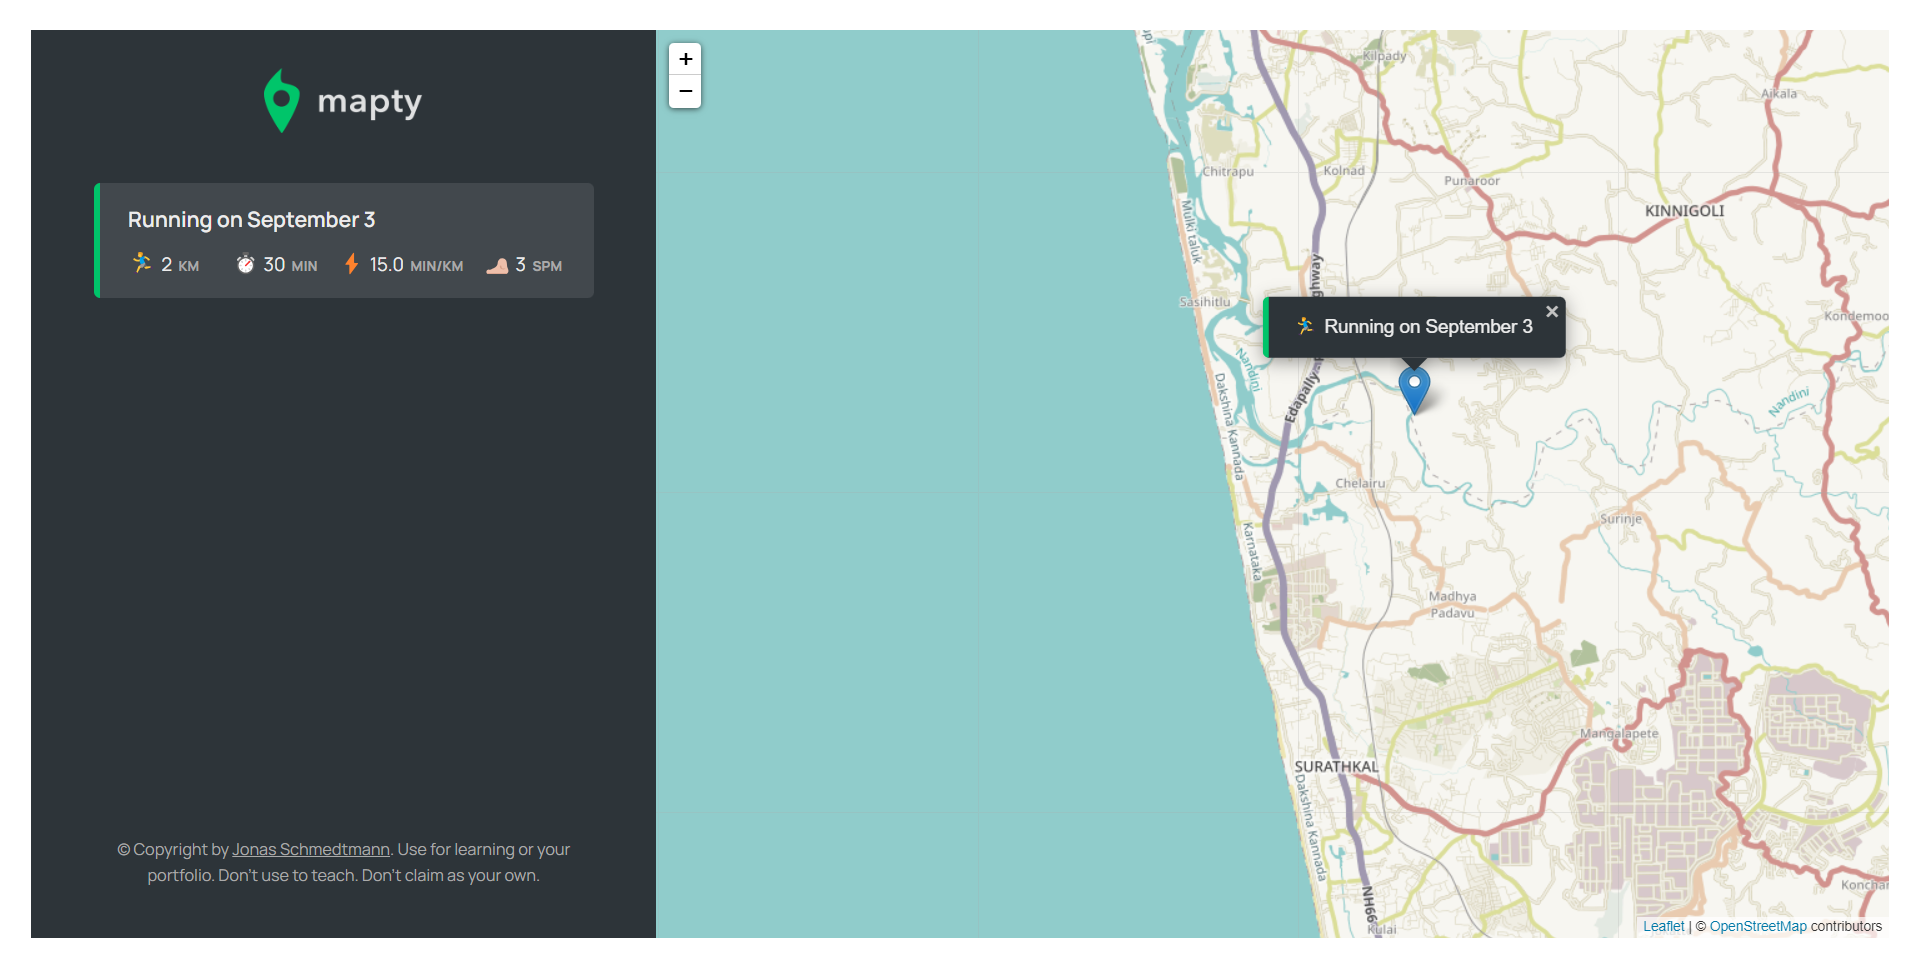 mapty
Running on September 3
2 KM
30 MIN
15.0 MIN/KM
3 SPM
© Copyright by Jonas Schmedtmann. Use for learning or your
portfolio. Don't use to teach. Don't claim as your own.
+
−
Kilpady
Aikala
Chitrapu
Kolnad
Punaroor
KINNIGOLI
Mulki taluk
Sasihitlu
ghway
Running on September 3
×
Kondemoo
Nandini
Dakshina Kannada
Edapally
Nandini
Chelairu
Surinje
Karnataka
Madhya
Padavu
Mangalapete
SURATHKAL
Dakshina Kannada
NH66
Kulai
Konchar
Leaflet | © OpenStreetMap contributors